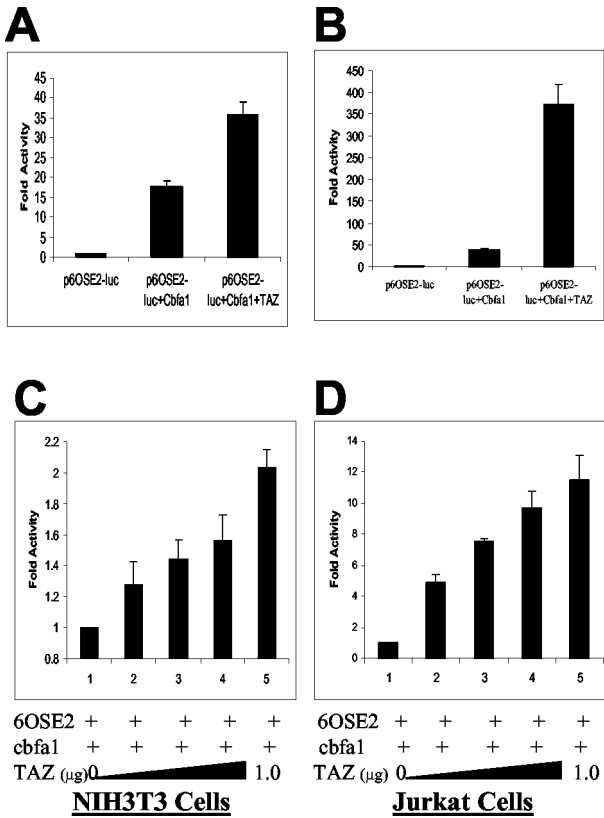 A
45
40
35
30
25
20
15
10
5
0
Fold Activity
p6OSE2-luc
p6OSE2-
luc+Cbfa1
p6OSE2-
luc+Cbfa1+TAZ
B
450
400
350
300
250
200
150
100
50
0
Fold Activity
p6OSE2-luc
p6OSE2-
luc+Cbfa1
p6OSE2-
luc+Cbfa1+TAZ
C
2.2
2
1.8
1.6
1.4
1.2
1
0.8
Fold Activity
1 2 3 4 5
6OSE2 + + + + +
cbfa1 + + + + +
TAZ (µg) 0 1.0
NIH3T3 Cells
D
14
12
10
8
6
4
2
0
Fold Activity
1 2 3 4 5
6OSE2 + + + + +
cbfa1 + + + + +
TAZ (µg) 0 1.0
Jurkat Cells